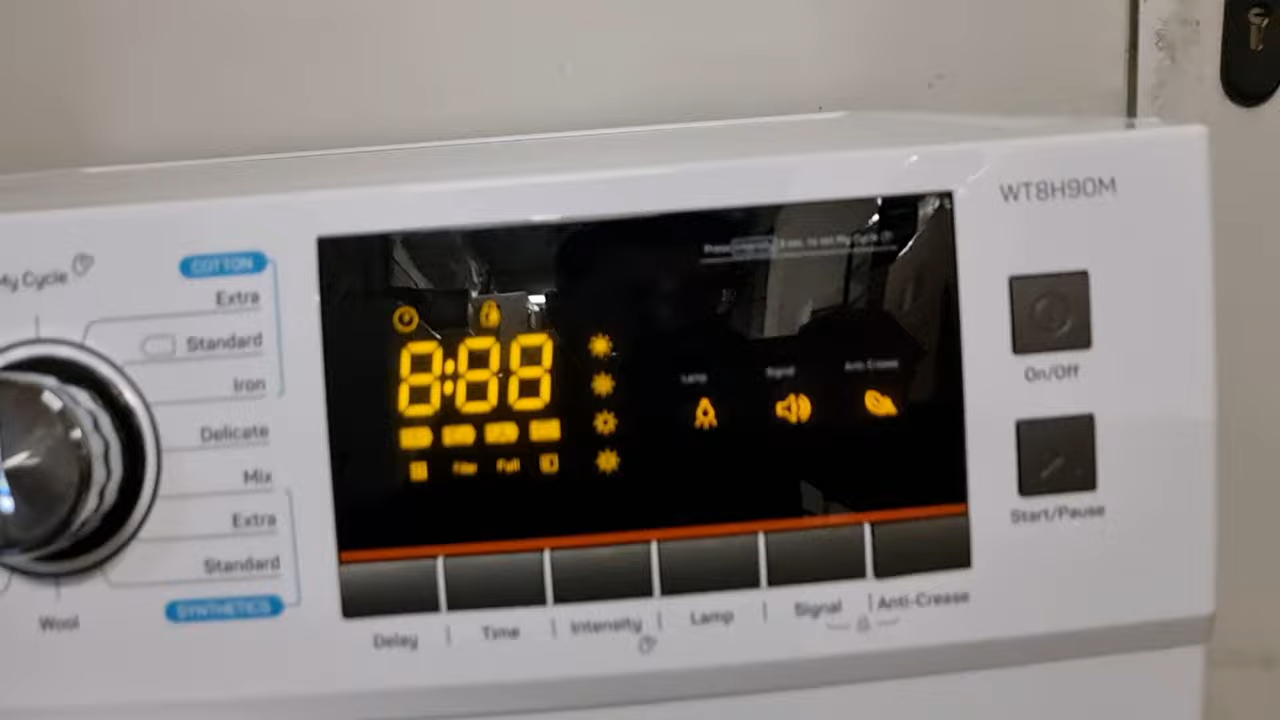 WT8H90M
My Cycle
COTTON
Extra
Standard
Iron
Delicate
Mix
Extra
Standard
SYNTHETICS
Wool
8:88
Full
Lamp
Signal
Anti-Crease
On/Off
Start/Pause
Delay
Time
Intensity
Lamp
Signal
Anti-Crease